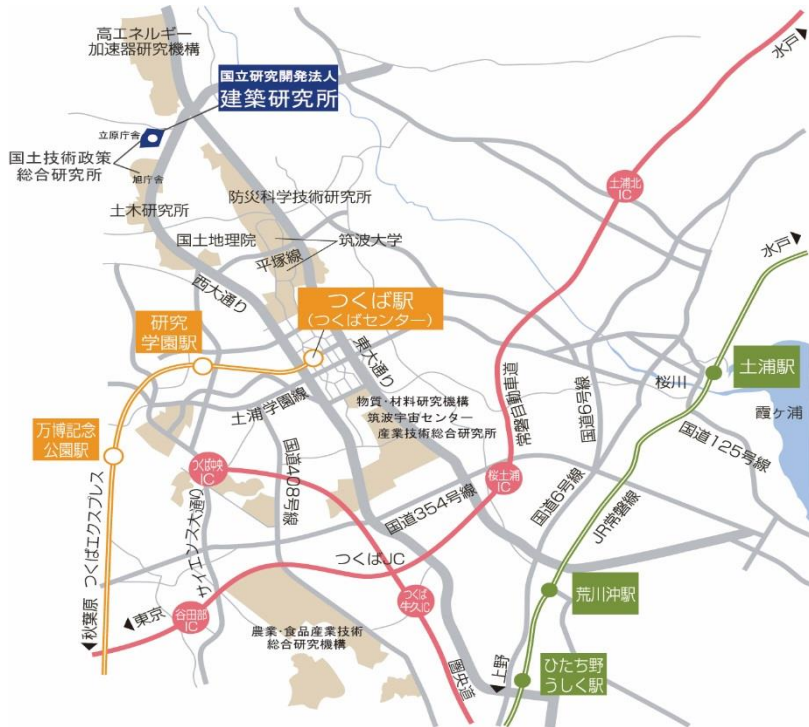 高エネルギー
加速器研究機構
国立研究開発法人
建築研究所
水戸
立原庁舎
国土技術政策
総合研究所
旭庁舎
土木研究所
防災科学技術研究所
土浦北
IC
国土地理院
筑波大学
平塚線
水戸
西大通り
つくば駅
(つくばセンター)
研究
学園駅
東大通り
土浦駅
桜川
霞ヶ浦
常磐自動車道
国道6号線
土浦学園線
物質・材料研究機構
筑波宇宙センター
産業技術総合研究所
万博記念
公園駅
国道125号線
つくば中央
IC
国道408号線
桜土浦
IC
国道354号線
国道6号線
JR常磐線
サイエンス大通り
つくばJC
つくばエクスプレス
秋葉原
東京
谷田部
IC
つくば
牛久IC
荒川沖駅
農業・食品産業技術
総合研究機構
圏央道
上野
ひたち野
うしく駅